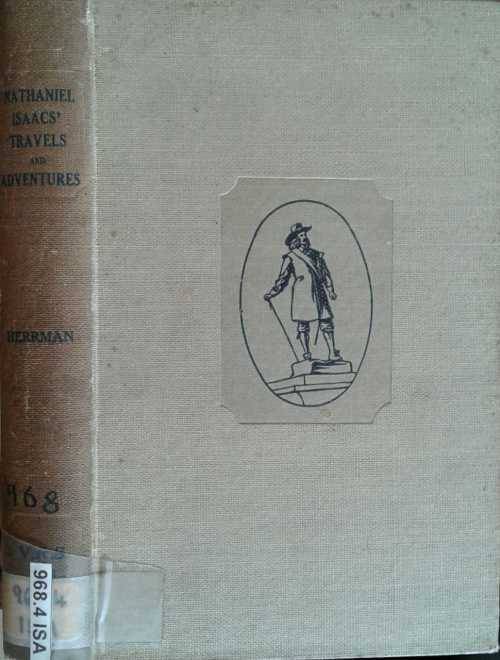 NATHANIEL
ISAACS'
TRAVELS
AND
ADVENTURES
HERRMAN
968
V.R.S
968.4 ISA